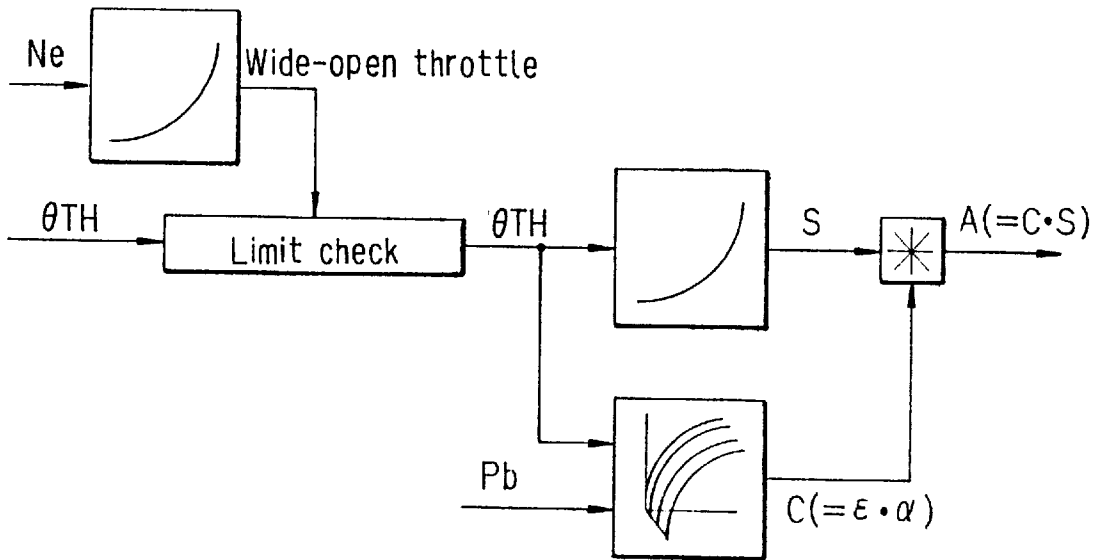 Ne
Wide-open throttle
θTH
Limit check
θTH
S
A(=C·S)
Pb
C(=ε·α)